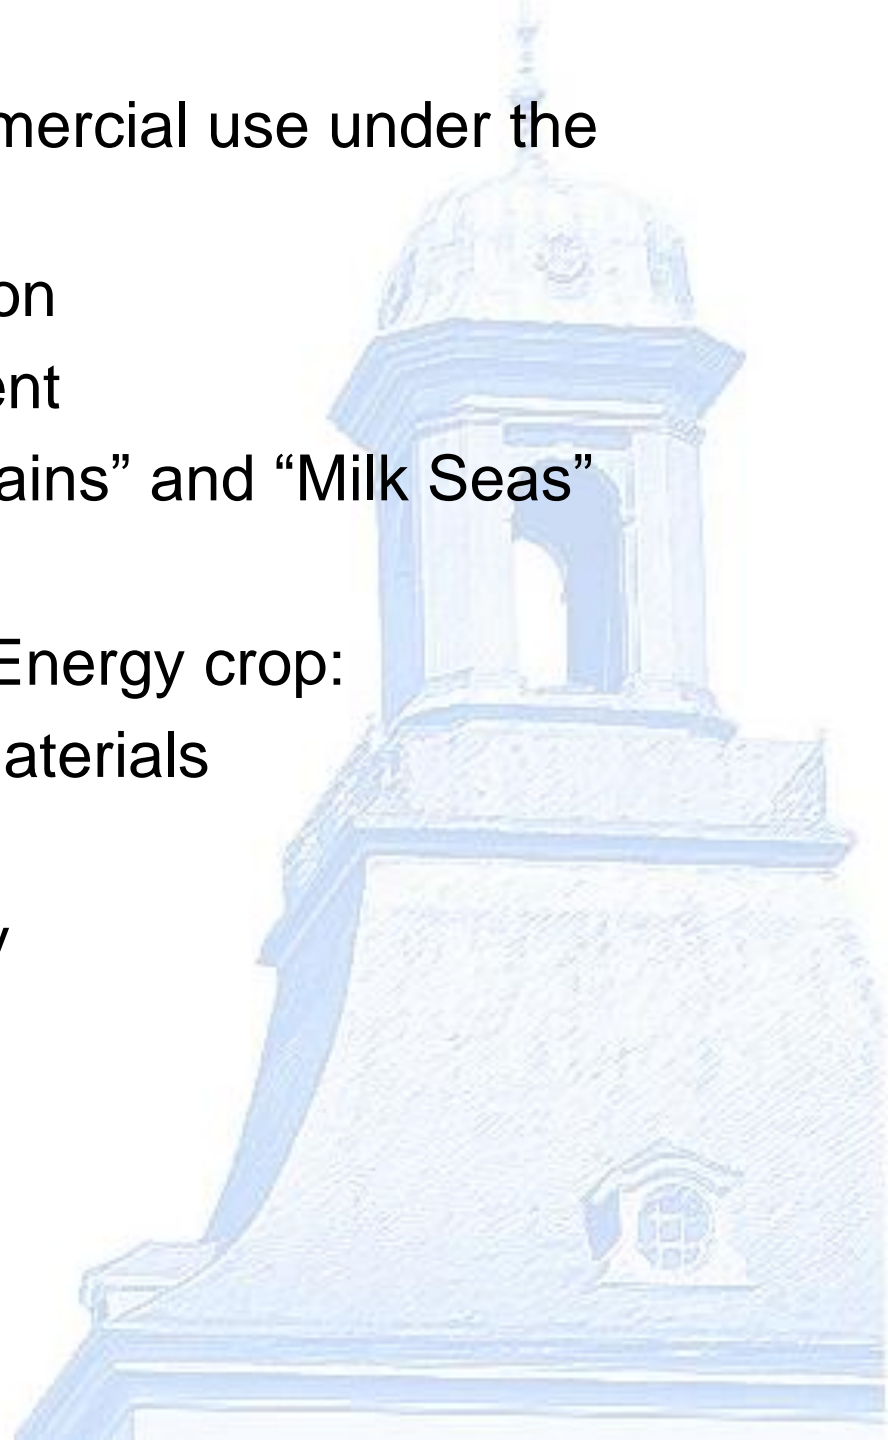 mercial use under the
on
ent
ains” and “Milk Seas”
Energy crop:
aterials
y